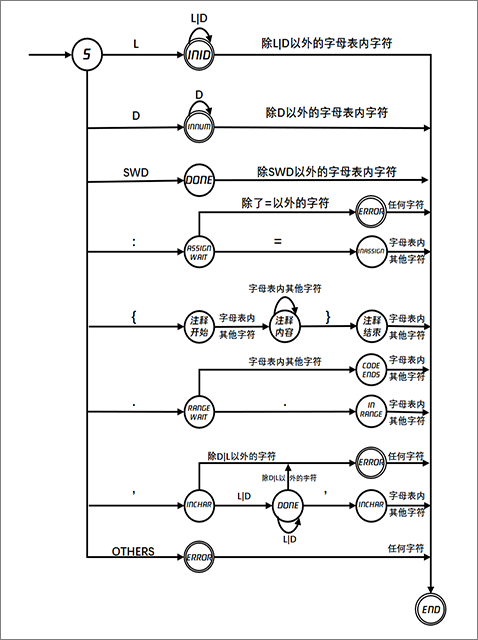 L|D
S
L
INID
除L|D以外的字母表内字符
D
D
INNUM
除D以外的字母表内字符
SWD
DONE
除SWD以外的字母表内字符
除了=以外的字符
ERROR
任何字符
:
ASSIGN
WAIT
=
INASSIGN
字母表内
其他字符
字母表内其他字符
{
注释
开始
字母表内
其他字符
注释
内容
}
注释
结束
字母表内
其他字符
字母表内其他字符
CODE
ENDS
字母表内
其他字符
.
RANGE
WAIT
.
IN
RANGE
字母表内
其他字符
除D|L以外的字符
ERROR
任何字符
除D|L以外的字符
'
INCHAR
L|D
DONE
'
INCHAR
字母表内
其他字符
L|D
OTHERS
ERROR
任何字符
END